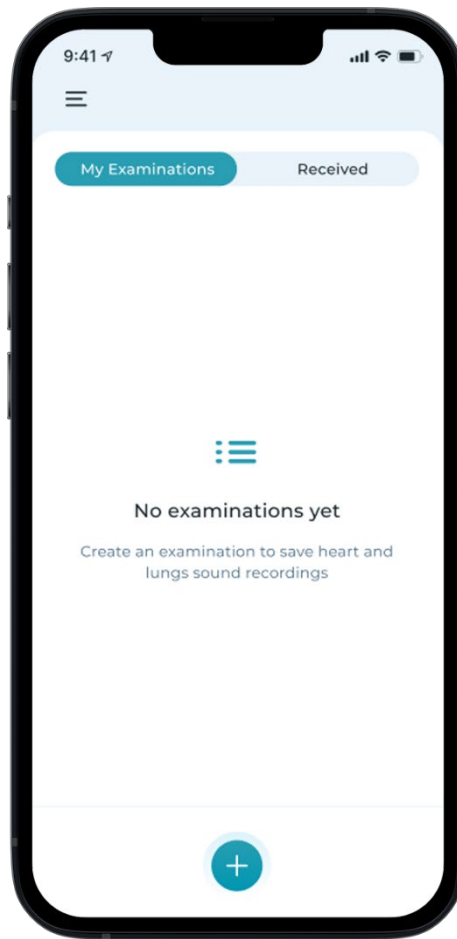 9:41
My Examinations
Received
No examinations yet
Create an examination to save heart and
lungs sound recordings